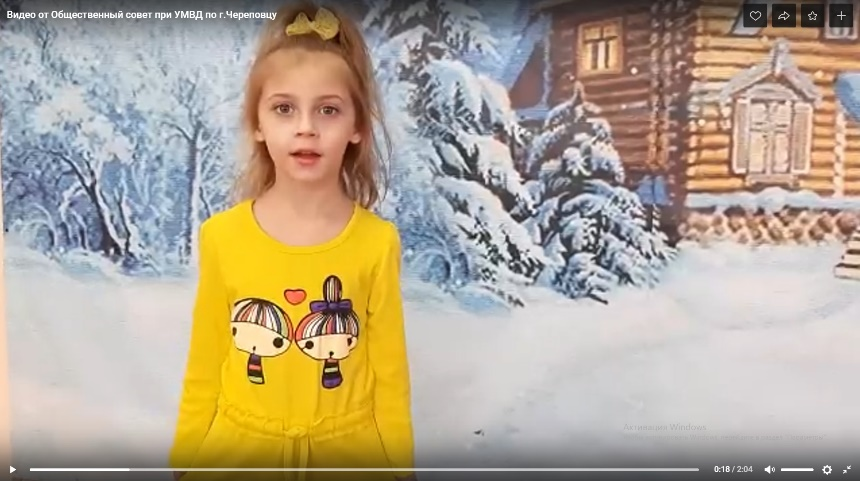 Видео от Общественный совет при УМВД по г.Череповцу
Активация Windows
0:18 / 2:04